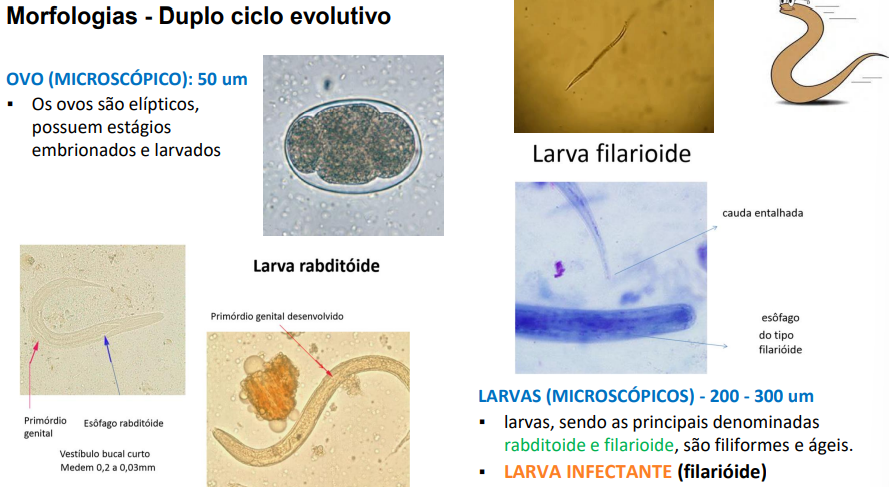 Morfologias - Duplo ciclo evolutivo
OVO (MICROSCÓPICO): 50 um
▪ Os ovos são elípticos,
possuem estágios
embrionados e larvados
Larva rabditóide
Primórdio genital desenvolvido
Primórdio
genital
Esôfago rabditóide
Vestíbulo bucal curto
Medem 0,2 a 0,03mm
Larva filarioide
cauda entalhada
esôfago
do tipo
filarióide
LARVAS (MICROSCÓPICOS) - 200 - 300 um
▪ larvas, sendo as principais denominadas
rabditoide e filarioide, são filiformes e ágeis.
▪ LARVA INFECTANTE (filarióide)